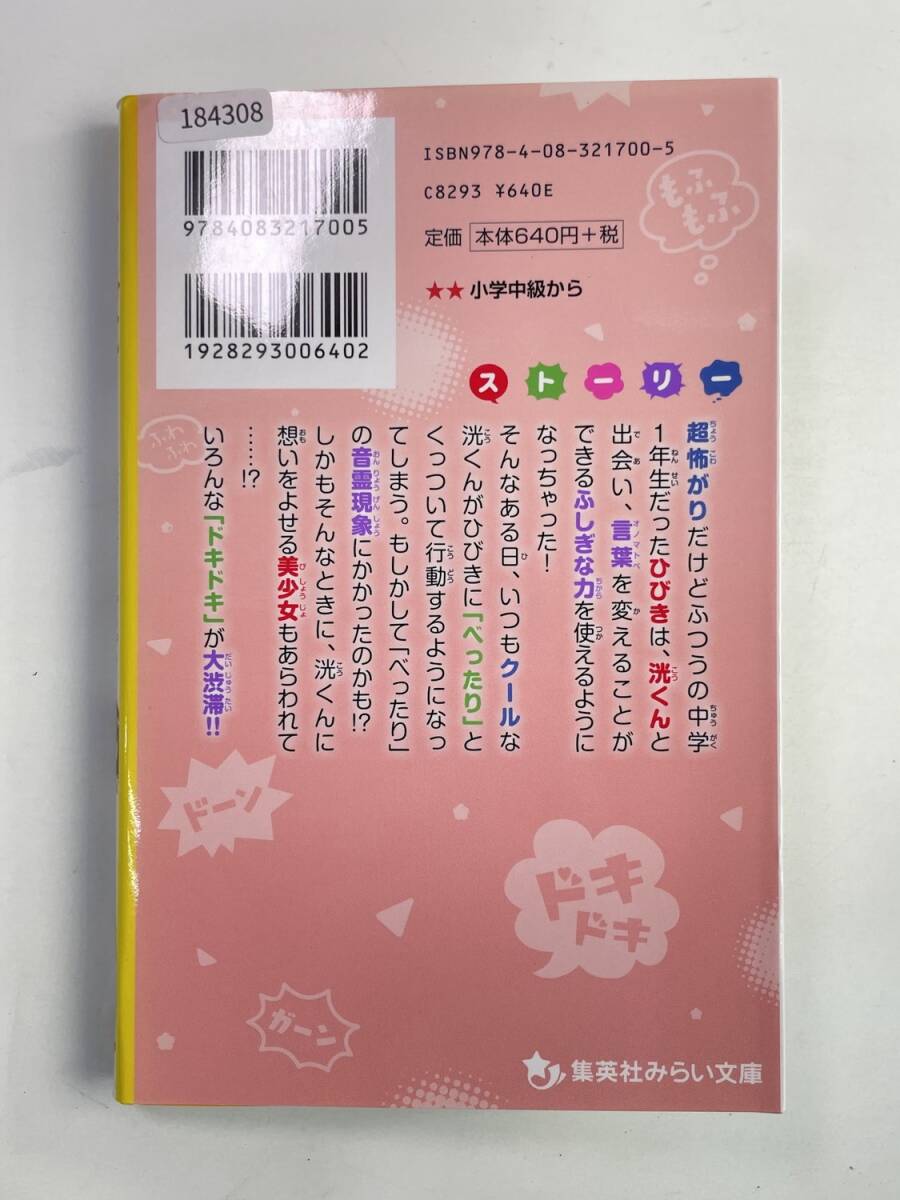 184308
9784083217005
1928293006402
ISBN978-4-08-321700-5
C8293 ¥640E
定価 本体640円+税
★★小学中級から
もふ
もふ
ストーリー
超怖がりだけどふつうの中学
1年生だったひびきは、洸くんと
出会い、言葉を変えることが
できるふしぎな力を使えるように
なっちゃった!
そんなある日、いつもクールな
洸くんがひびきに「べったり」と
くっついて行動するようになっ
てしまう。もしかして「べったり」
の音霊現象にかかったのかも!?
しかもそんなときに、洸くんに
想いをよせる美少女もあらわれて
……!?
いろんな「ドキドキ」が大渋滞!!
ふわ
ふわ
ドーン
ドキ
ドキ
ガーン
集英社みらい文庫